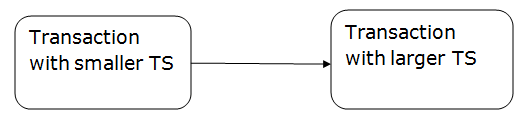 Transaction
with smaller TS
Transaction
with larger TS